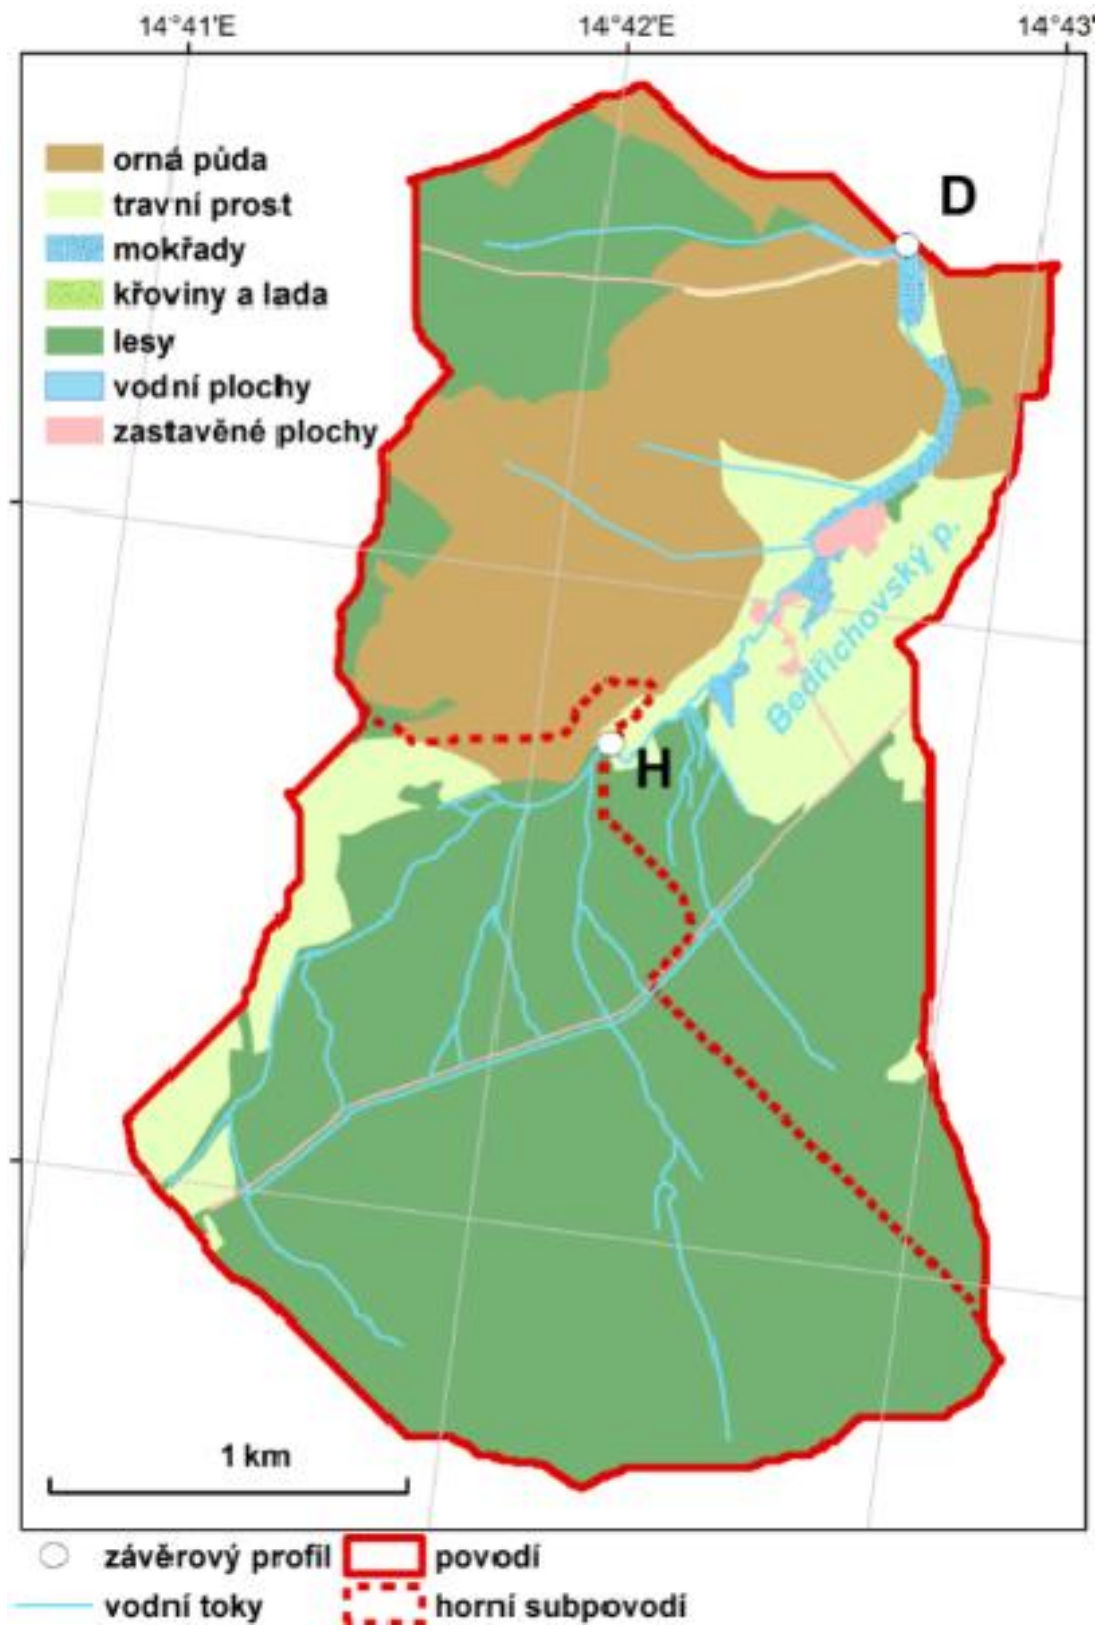 14°41'E 14°42'E 14°43'
D
orná půda
travní prost
mokřady
křoviny a lada
lesy
vodní plochy
zastavěné plochy
Bedřichovský p.
H
1 km
závěrový profil povodí
vodní toky horní subpovodí